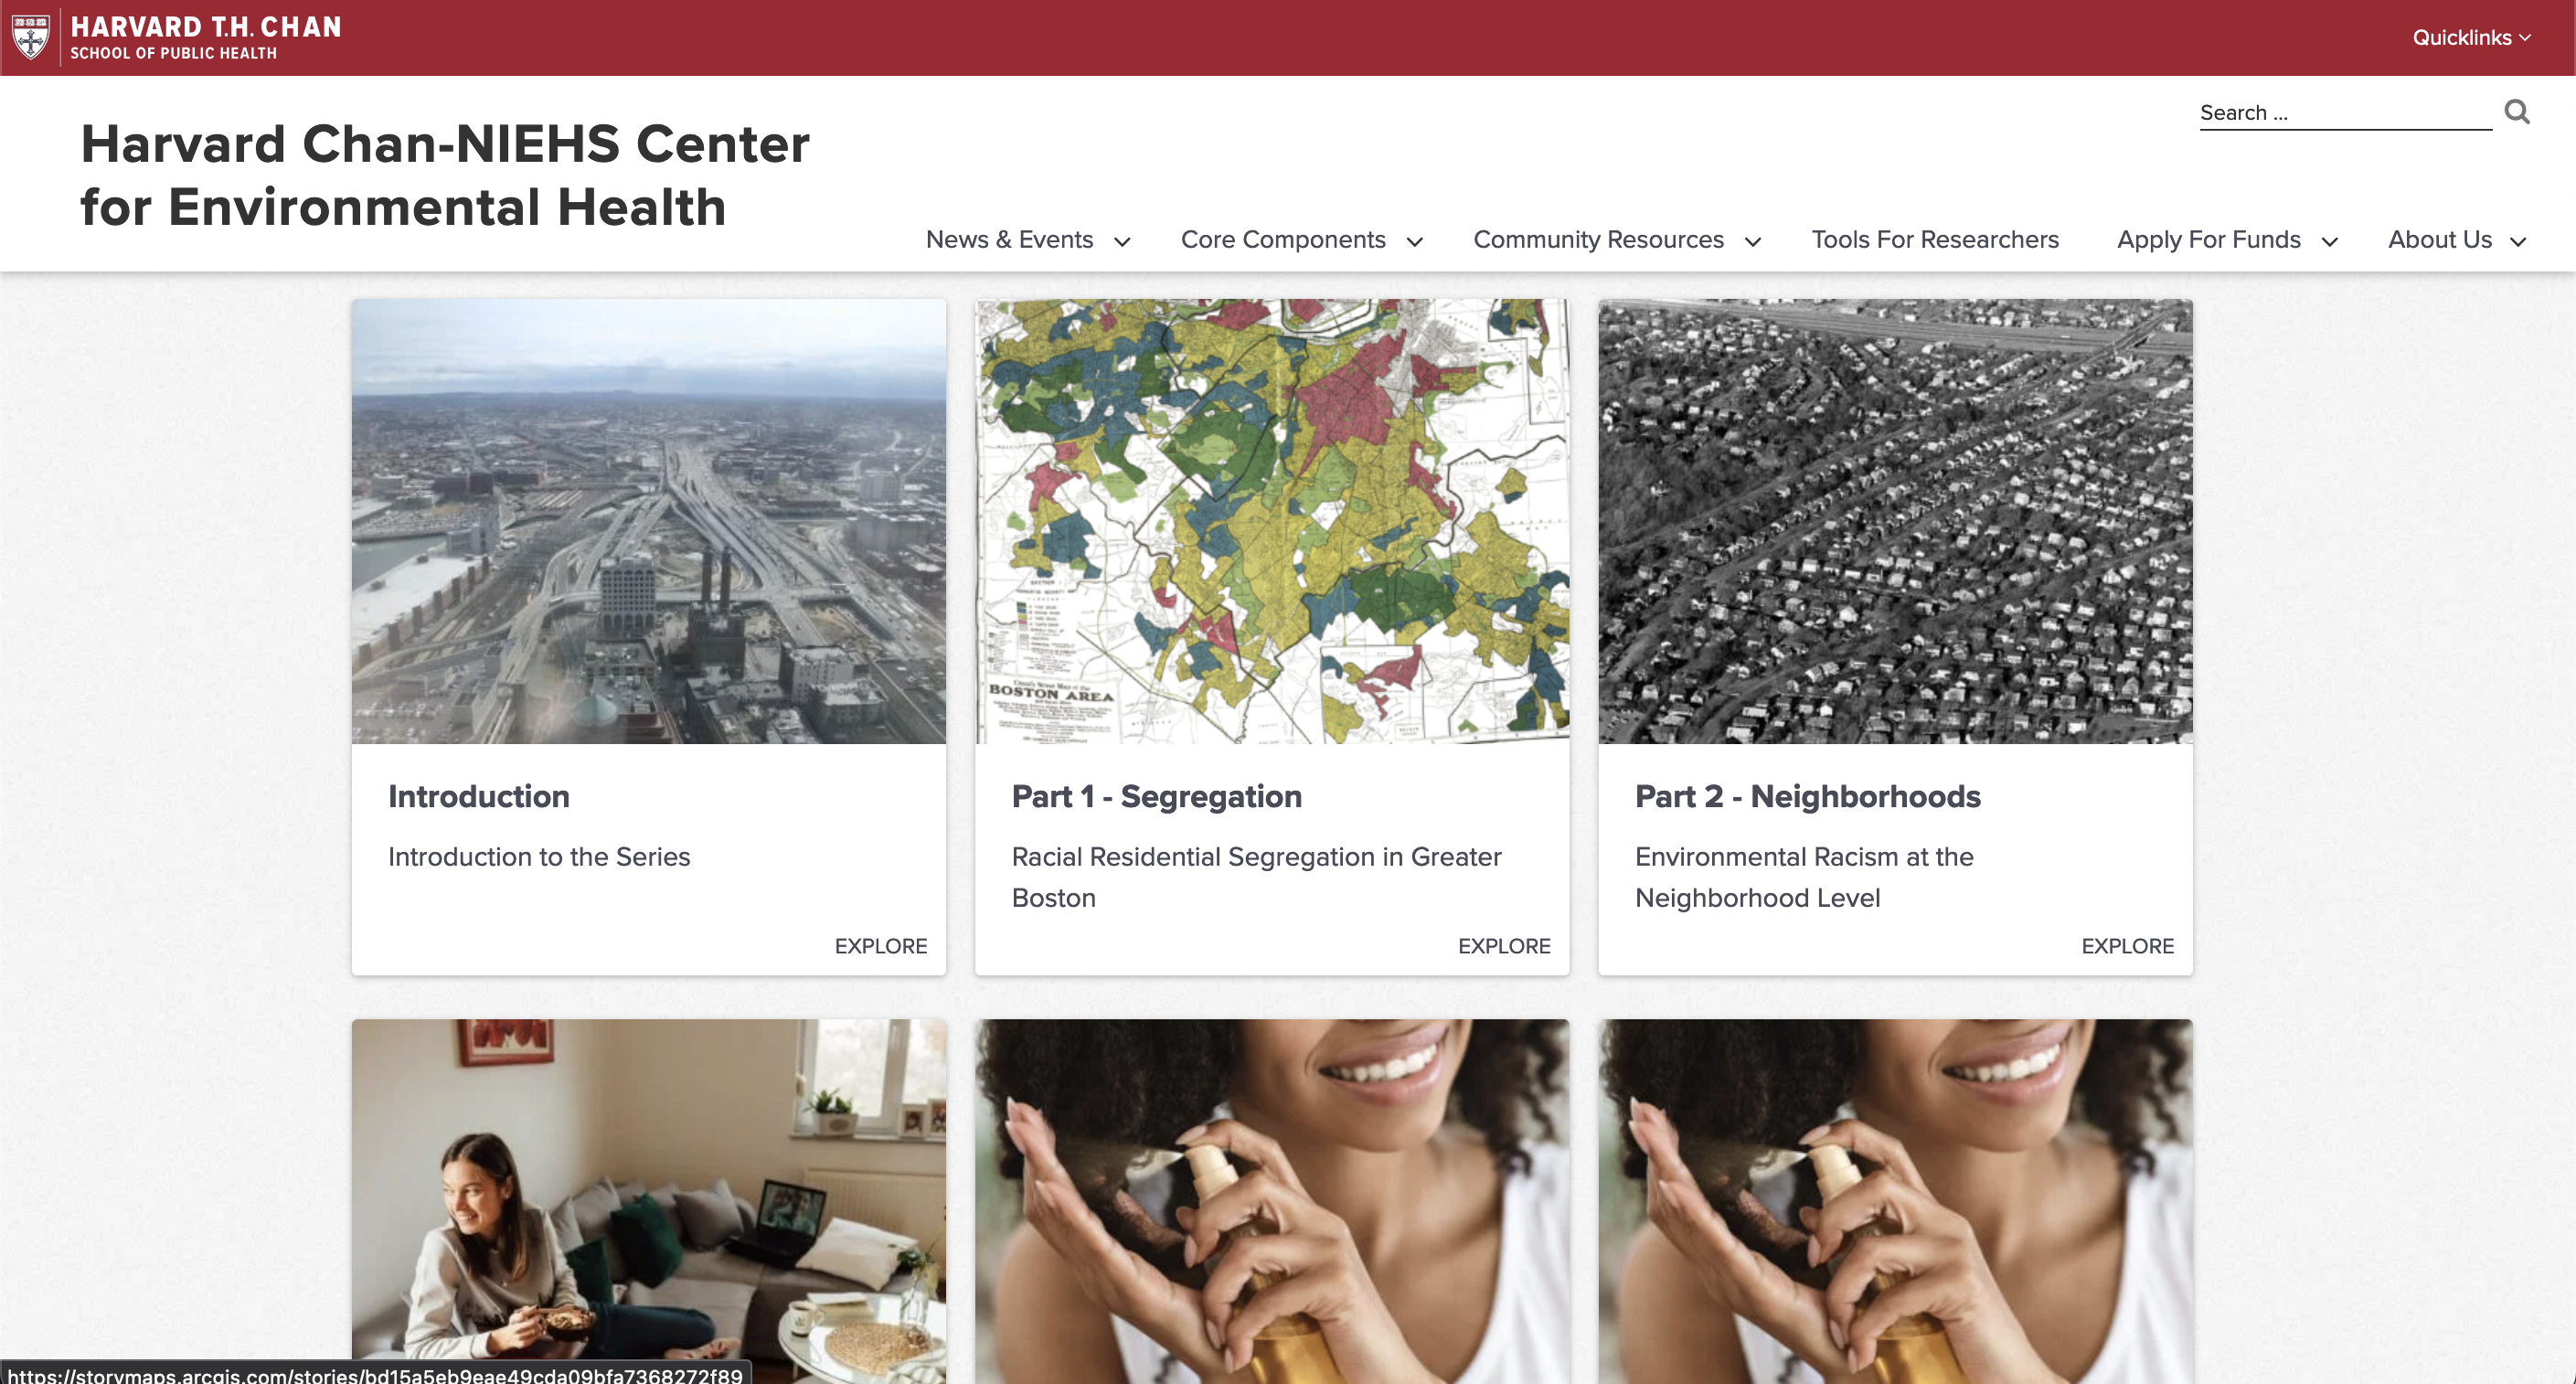 HARVARD T.H. CHAN
SCHOOL OF PUBLIC HEALTH
Quicklinks
Search ...
Harvard Chan-NIEHS Center
for Environmental Health
News & Events
Core Components
Community Resources
Tools For Researchers
Apply For Funds
About Us
BOSTON AREA
Introduction
Introduction to the Series
EXPLORE
Part 1 - Segregation
Racial Residential Segregation in Greater
Boston
EXPLORE
Part 2 - Neighborhoods
Environmental Racism at the
Neighborhood Level
EXPLORE
https://storymaps.arcgis.com/stories/bd15a5eb9eae49cda09bfa7368272f89